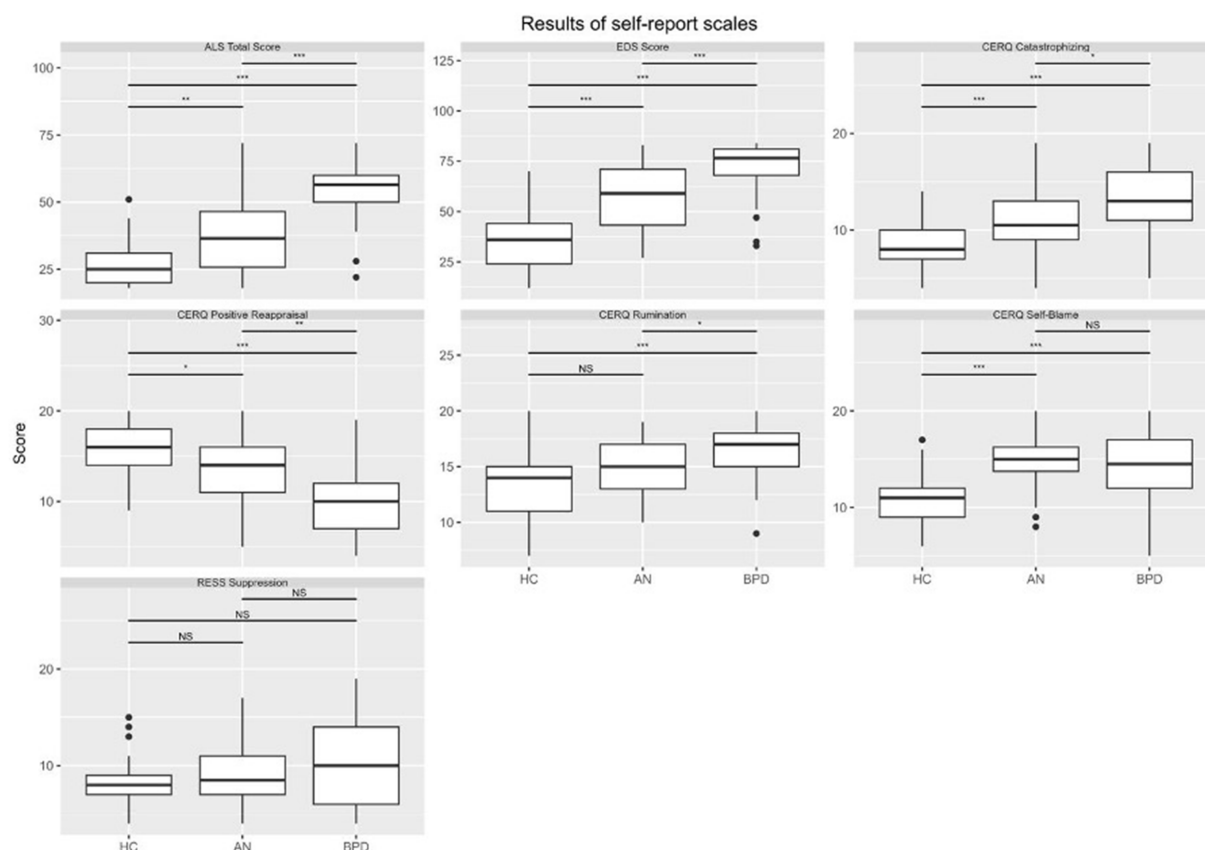 Results of self-report scales
ALS Total Score
EDS Score
CERQ Catastrophizing
100
75
50
25
***
***
**
125
100
75
50
25
***
***
***
20
10
*
***
***
CERQ Positive Reappraisal
CERQ Rumination
CERQ Self-Blame
Score
30
20
10
**
***
*
25
20
15
10
*
***
NS
20
10
NS
***
***
HC AN BPD
HC AN BPD
RESS Suppression
20
10
NS
NS
NS
HC AN BPD